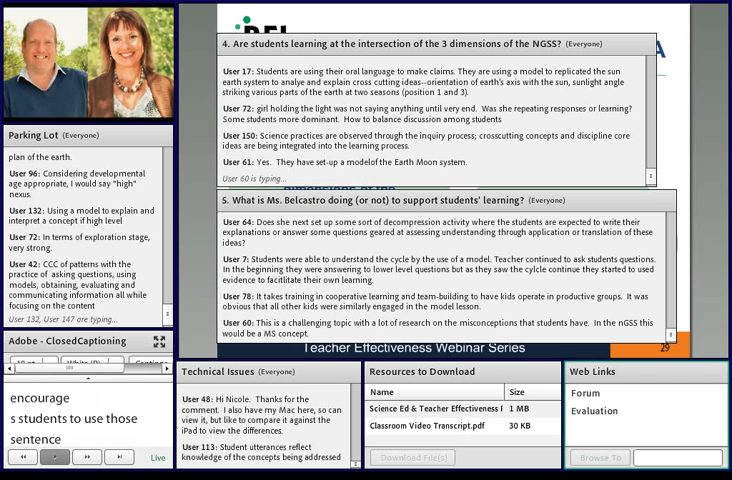 4. Are students learning at the intersection of the 3 dimensions of the NGSS? (Everyone)
User 17: Students are using their oral language to make claims. They are using a model to replicated the sun
earth system to analye and explain cross cutting ideas--orientation of earth's axis with the sun, sunlight angle
striking various parts of the earth at two seasons (position 1 and 3).
User 72: girl holding the light was not saying anything until very end. Was she repeating responses or learning?
Some students more dominant. How to balance discussion among students
User 150: Science practices are observed through the inquiry process; crosscutting concepts and discipline core
ideas are being integrated into the learning process.
User 61: Yes. They have set-up a modelof the Earth Moon system.
User 60 is typing...
5. What is Ms. Belcastro doing (or not) to support students' learning? (Everyone)
User 64: Does she next set up some sort of decompression activity where the students are expected to write their
explanations or answer some questions geared at assessing understanding through application or translation of these
ideas?
User 7: Students were able to understand the cycle by the use of a model. Teacher continued to ask students questions.
In the beginning they were answering to lower level questions but as they saw the cylcle continue they started to used
evidence to facilitate their own learning.
User 78: It takes training in cooperative learning and team-building to have kids operate in productive groups. It was
obvious that all other kids were similarly engaged in the model lesson.
User 60: This is a challenging topic with a lot of research on the misconceptions that students have. In the nGSS this
would be a MS concept.
Teacher Effectiveness Webinar Series
29
Parking Lot (Everyone)
plan of the earth.
User 96: Considering developmental
age appropriate, I would say "high"
nexus.
User 132: Using a model to explain and
interpret a concept if high level
User 72: In terms of exploration stage,
very strong.
User 42: CCC of patterns with the
practice of asking questions, using
models, obtaining, evaluating and
communicating information all while
focusing on the content
User 132, User 147 are typing...
Adobe - ClosedCaptioning
encourage
s students to use those
sentence
Live
Technical Issues (Everyone)
User 48: Hi Nicole. Thanks for the
comment. I also have my Mac here, so can
view it, but like to compare it against the
iPad to view the differences.
User 113: Student utterances reflect
knowledge of the concepts being addressed
Resources to Download
Name Size
Science Ed & Teacher Effectiveness 1 MB
Classroom Video Transcript.pdf 30 KB
Download File(s)
Web Links
Forum
Evaluation
Browse To